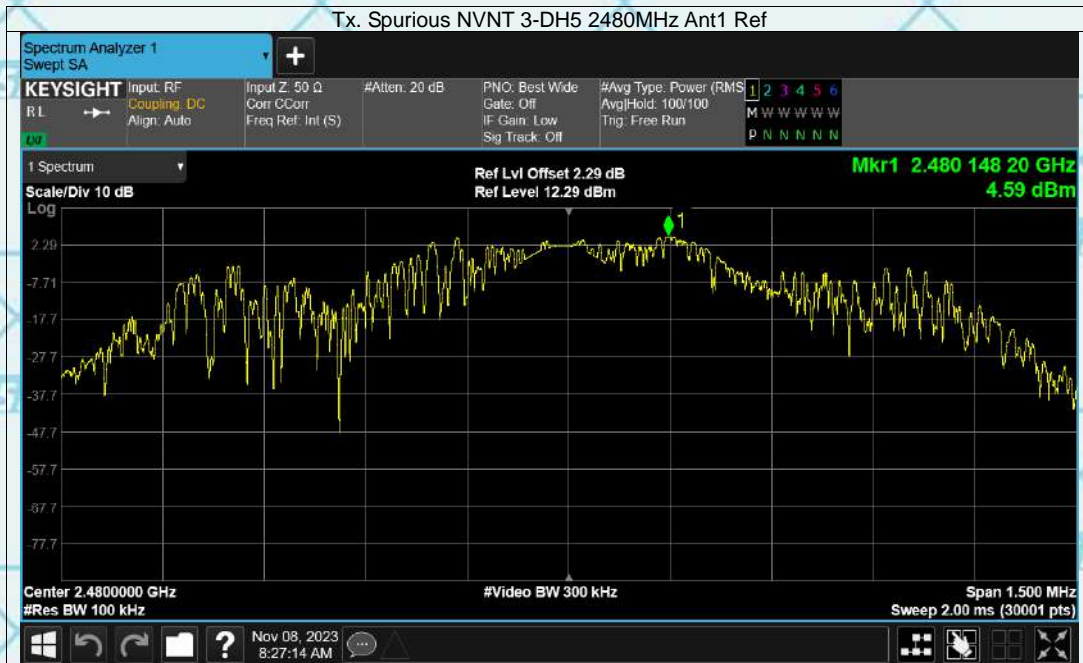 Tx. Spurious NVNT 3-DH5 2480MHz Ant1 Ref
Spectrum Analyzer 1
Swept SA
KEYSIGHT
R L
LXI
Input: RF
Coupling: DC
Align: Auto
Input Z: 50 Ω
Corr CCorr
Freq Ref: Int (S)
#Atten: 20 dB
PNO: Best Wide
Gate: Off
IF Gain: Low
Sig Track: Off
#Avg Type: Power (RMS
Avg|Hold: 100/100
Trig: Free Run
1 2 3 4 5 6
M W W W W W
P N N N N N
1 Spectrum
Scale/Div 10 dB
Log
Ref Lvl Offset 2.29 dB
Ref Level 12.29 dBm
Mkr1 2.480 148 20 GHz
4.59 dBm
1
2.29
-7.71
-17.7
-27.7
-37.7
-47.7
-57.7
-67.7
-77.7
Center 2.4800000 GHz
#Res BW 100 kHz
#Video BW 300 kHz
Span 1.500 MHz
Sweep 2.00 ms (30001 pts)
?
Nov 08, 2023
8:27:14 AM